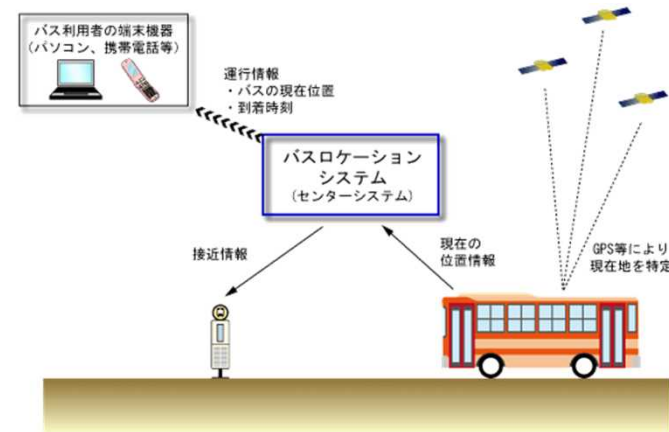 バス利用者の端末機器
(パソコン、携帯電話等)
運行情報
・バスの現在位置
・到着時刻
バスロケーション
システム
(センターシステム)
接近情報
現在の
位置情報
GPS等により
現在地を特定